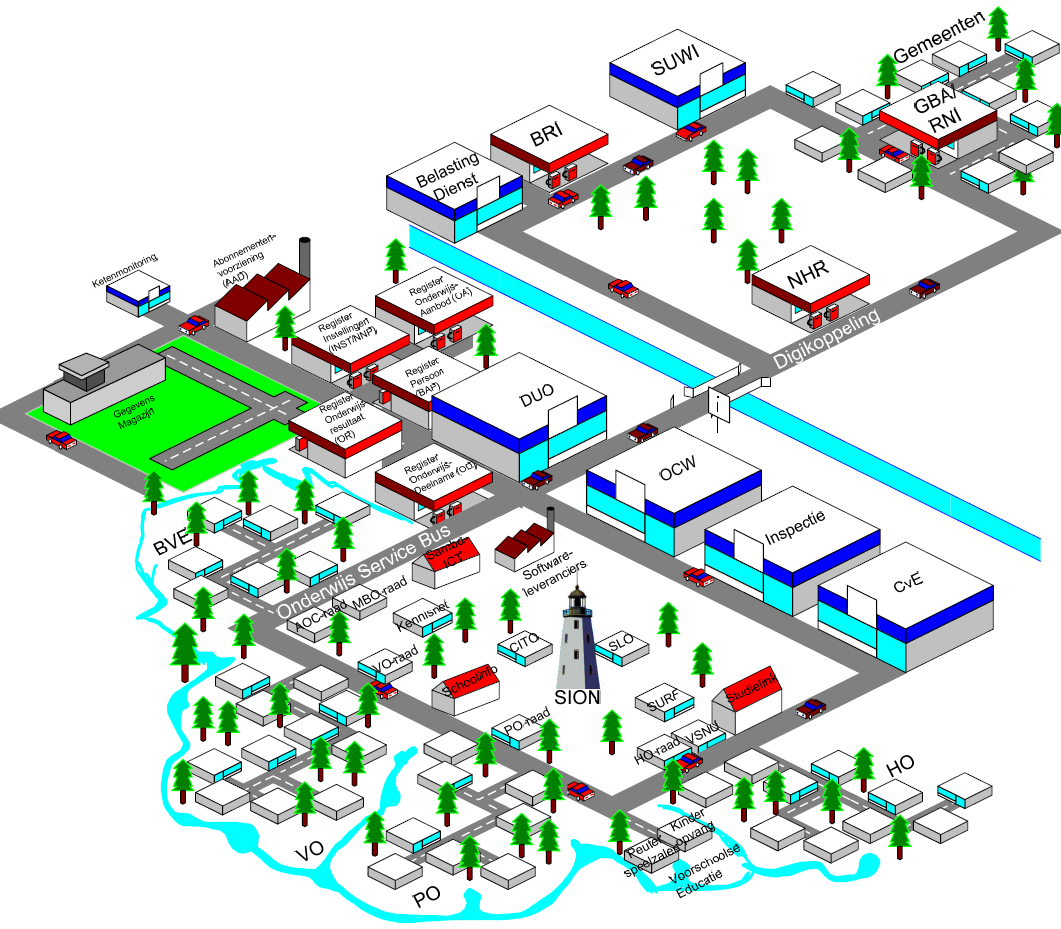 SUWI
Gemeenten
GBA/
RNI
BRI
Belasting
Dienst
NHR
Digikoppeling
Ketenmonitoring
Abonnementen-
voorziening
(AAD)
Register
Onderwijs-
Aanbod (OA)
Register
Instellingen
(INST/NNP)
Register
Persoon
(BAP)
Register
Onderwijs
resultaat
(OR)
Register
Onderwijs-
Deelname (OD)
Gegevens
Magazijn
DUO
OCW
Inspectie
CvE
Onderwijs Service Bus
BVE
Sambo-
ICT
Software-
leveranciers
AOC-raad
MBO-raad
Kennisnet
VO-raad
Schoolinfo
CITO
SLO
SION
PO-raad
SURF
Studielink
HO-raad
VSNU
HO
VO
PO
Kinder
opvang
Peuter
speelzalen
Voorschoolse
Educatie